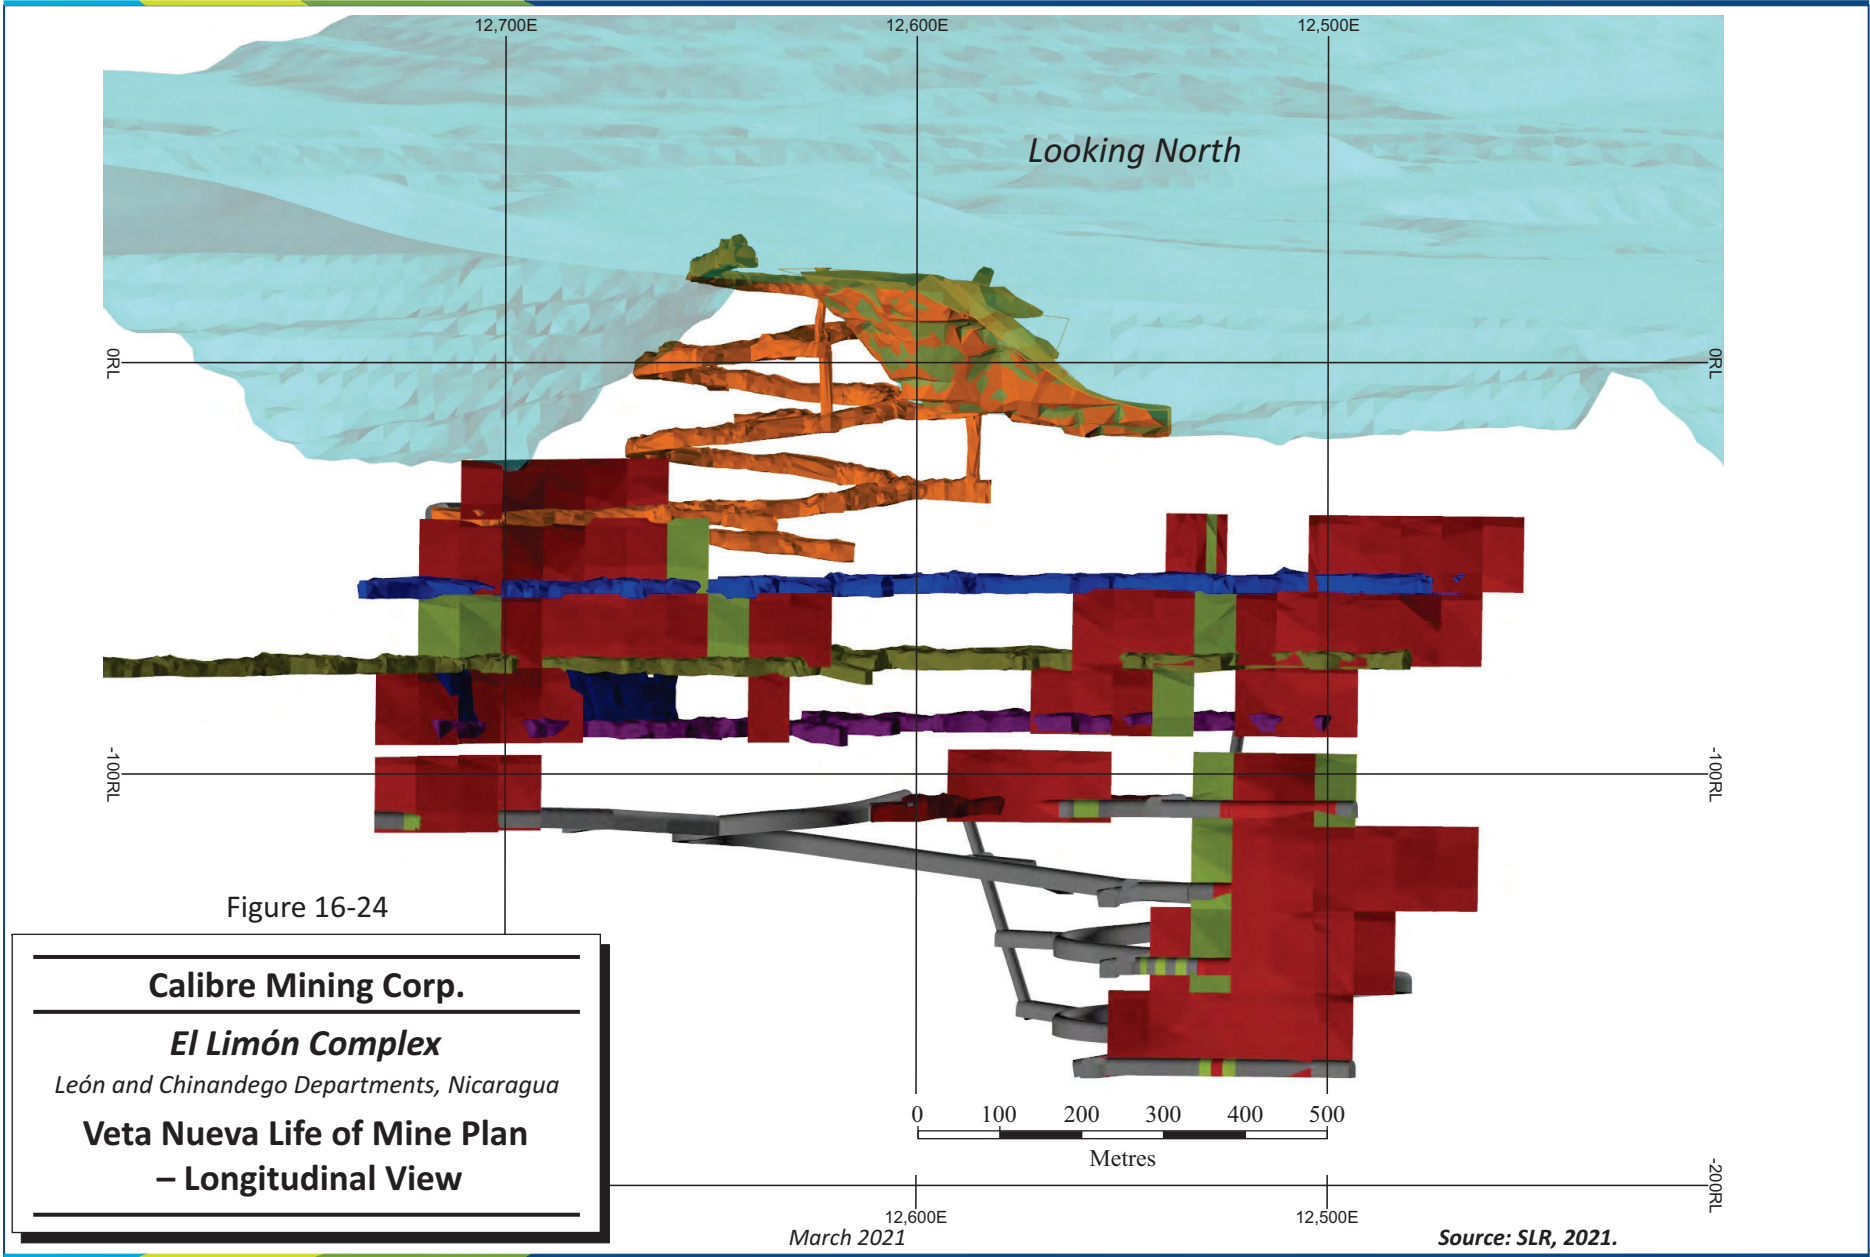 12,700E 12,600E 12,500E
Looking North
0RL 0RL
-100RL -100RL
Figure 16-24
Calibre Mining Corp.
El Limón Complex
León and Chinandego Departments, Nicaragua
Veta Nueva Life of Mine Plan
– Longitudinal View
0 100 200 300 400 500
Metres
-200RL
12,600E 12,500E
March 2021
Source: SLR, 2021.